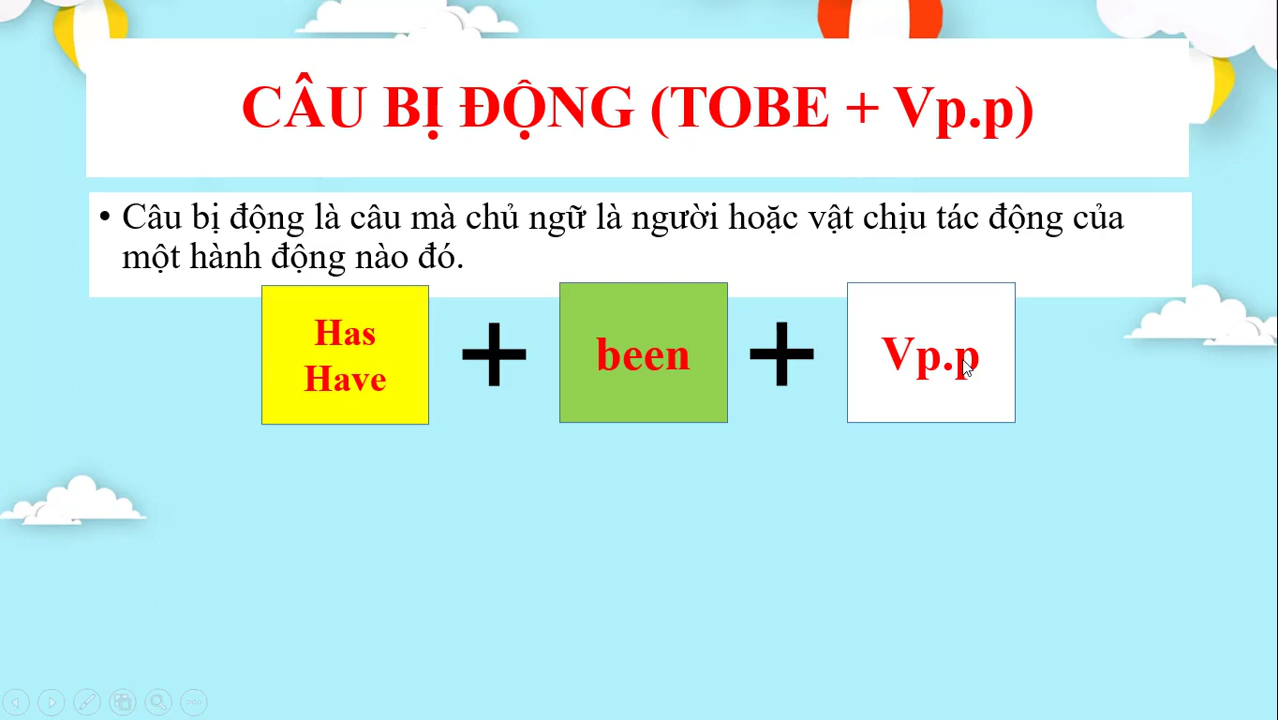 CÂU BỊ ĐỘNG (TOBE + Vp.p)
• Câu bị động là câu mà chủ ngữ là người hoặc vật chịu tác động của
một hành động nào đó.
Has
Have
+
been
+
Vp.p